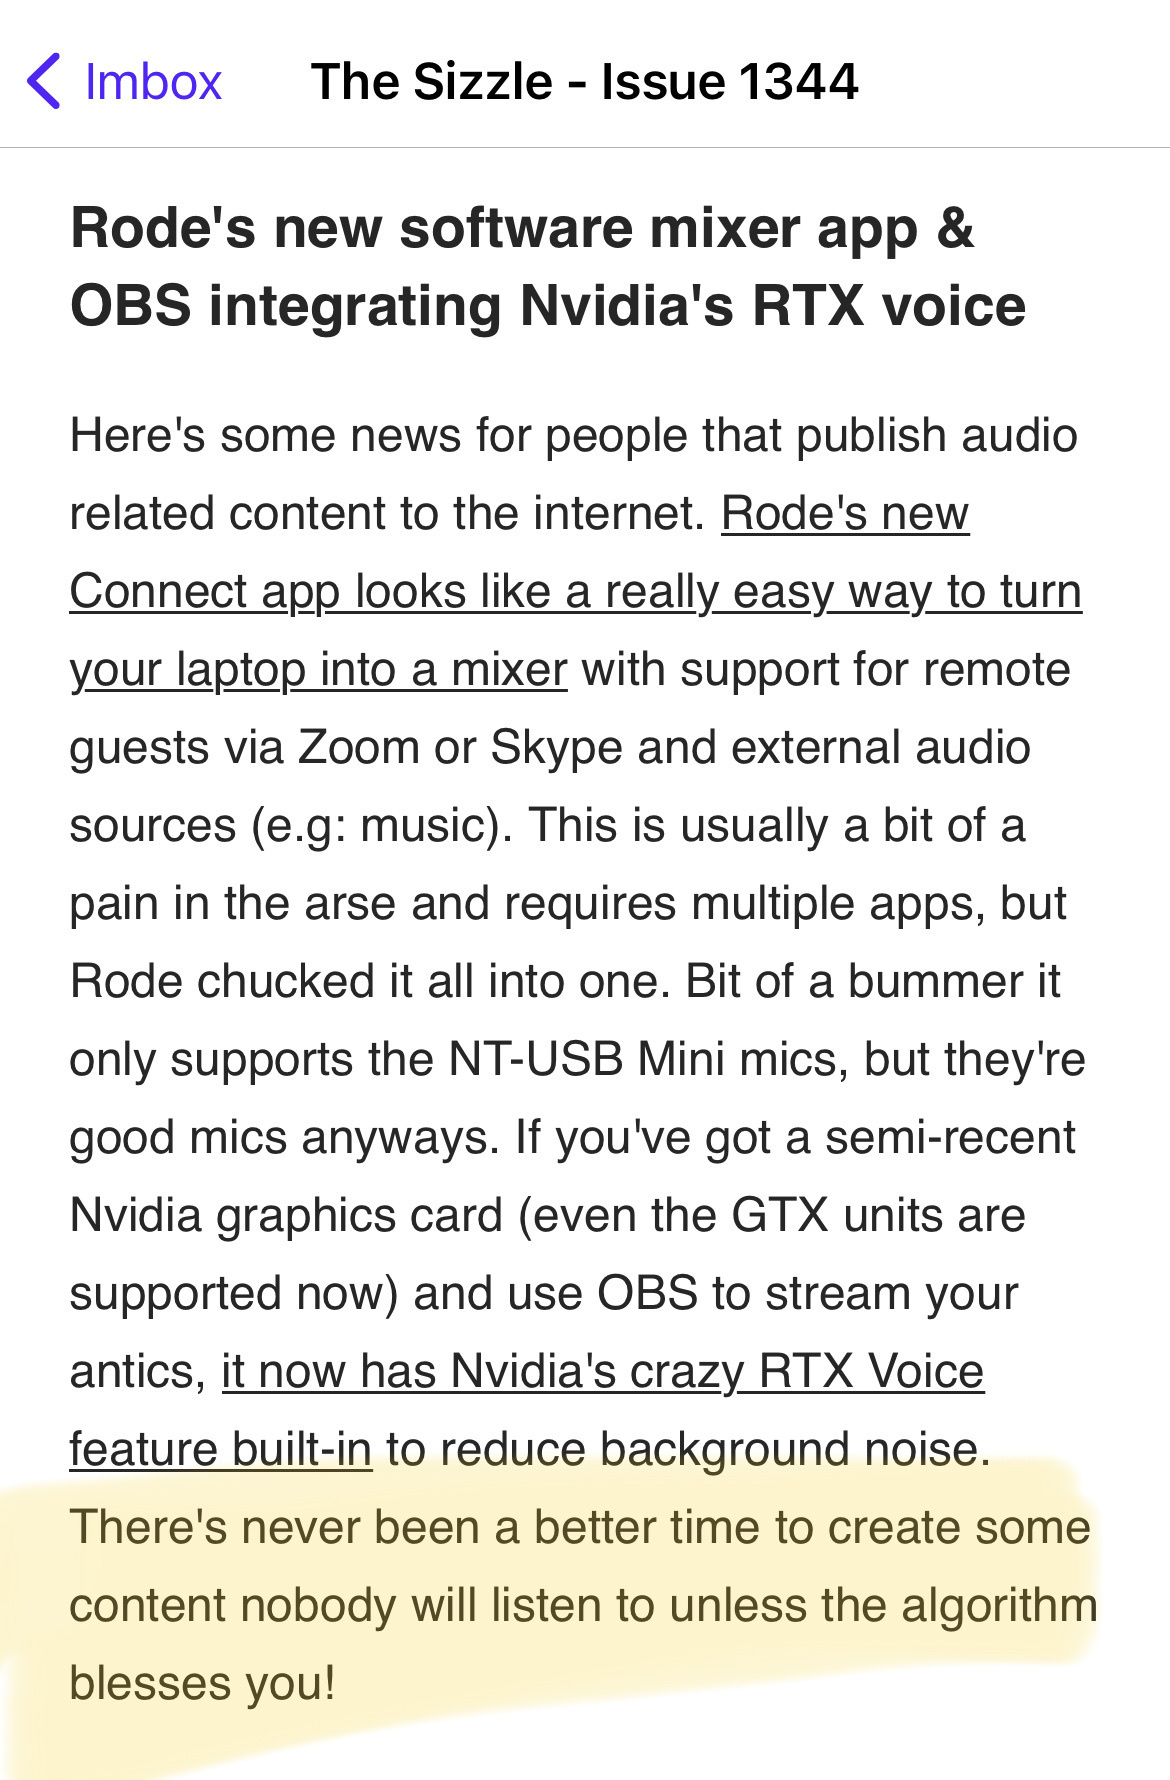 Imbox The Sizzle - Issue 1344
Rode's new software mixer app &
OBS integrating Nvidia's RTX voice
Here's some news for people that publish audio
related content to the internet. Rode's new
Connect app looks like a really easy way to turn
your laptop into a mixer with support for remote
guests via Zoom or Skype and external audio
sources (e.g: music). This is usually a bit of a
pain in the arse and requires multiple apps, but
Rode chucked it all into one. Bit of a bummer it
only supports the NT-USB Mini mics, but they're
good mics anyways. If you've got a semi-recent
Nvidia graphics card (even the GTX units are
supported now) and use OBS to stream your
antics, it now has Nvidia's crazy RTX Voice
feature built-in to reduce background noise.
There's never been a better time to create some
content nobody will listen to unless the algorithm
blesses you!